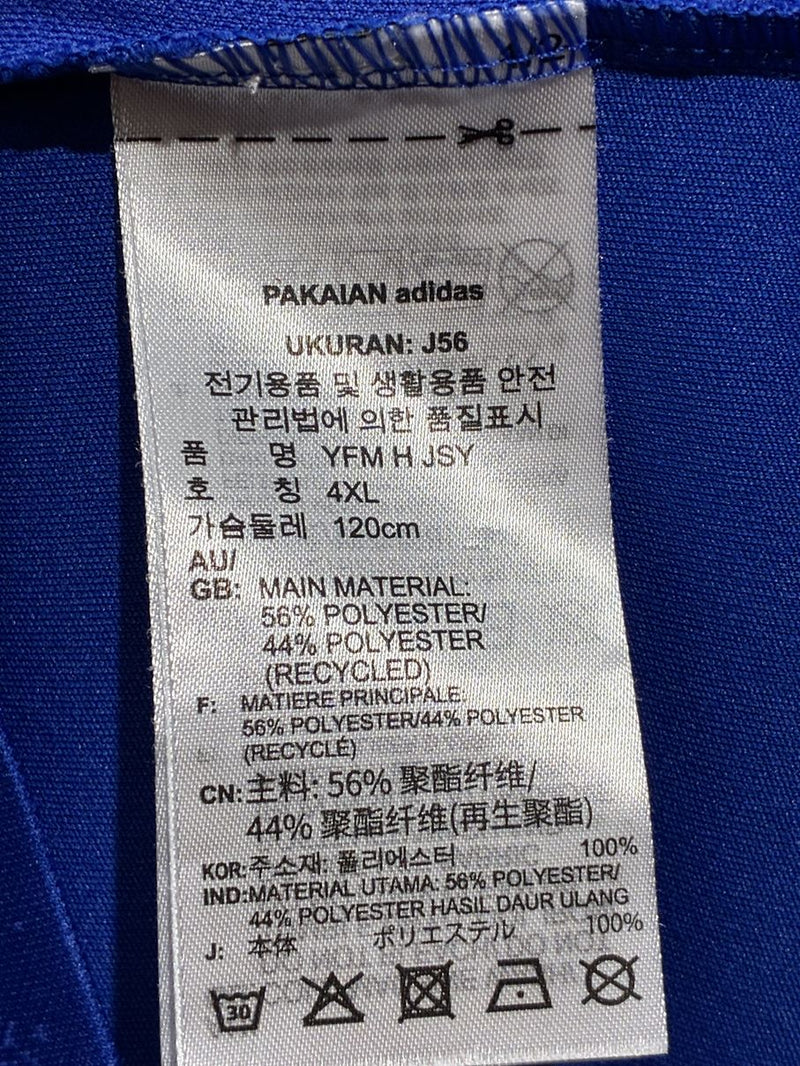 PAKAIAN adidas
UKURAN: J56
전기용품 및 생활용품 안전
관리법에 의한 품질표시
품 명 YFM H JSY
호 칭 4XL
가슴둘레 120cm
AU/
GB: MAIN MATERIAL:
56% POLYESTER/
44% POLYESTER
(RECYCLED)
F: MATIERE PRINCIPALE:
56% POLYESTER/44% POLYESTER
(RECYCLÉ)
CN: 主料: 56% 聚酯纤维/
44% 聚酯纤维(再生聚酯)
KOR: 주소재: 폴리에스터 100%
IND: MATERIAL UTAMA: 56% POLYESTER/
44% POLYESTER HASIL DAUR ULANG
J: 本体 ポリエステル 100%
30